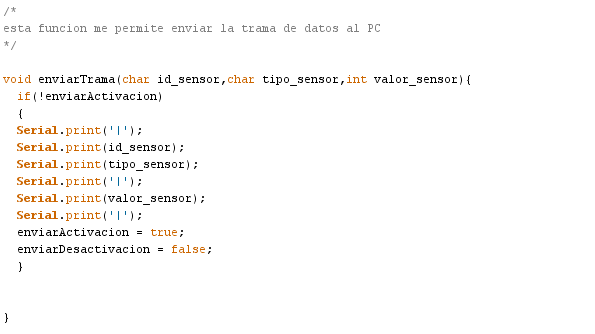 /*
esta funcion me permite enviar la trama de datos al PC
*/
void enviarTrama(char id_sensor,char tipo_sensor,int valor_sensor){
if(!enviarActivacion)
{
Serial.print('|');
Serial.print(id_sensor);
Serial.print(tipo_sensor);
Serial.print('|');
Serial.print(valor_sensor);
Serial.print('|');
enviarActivacion = true;
enviarDesactivacion = false;
}
}